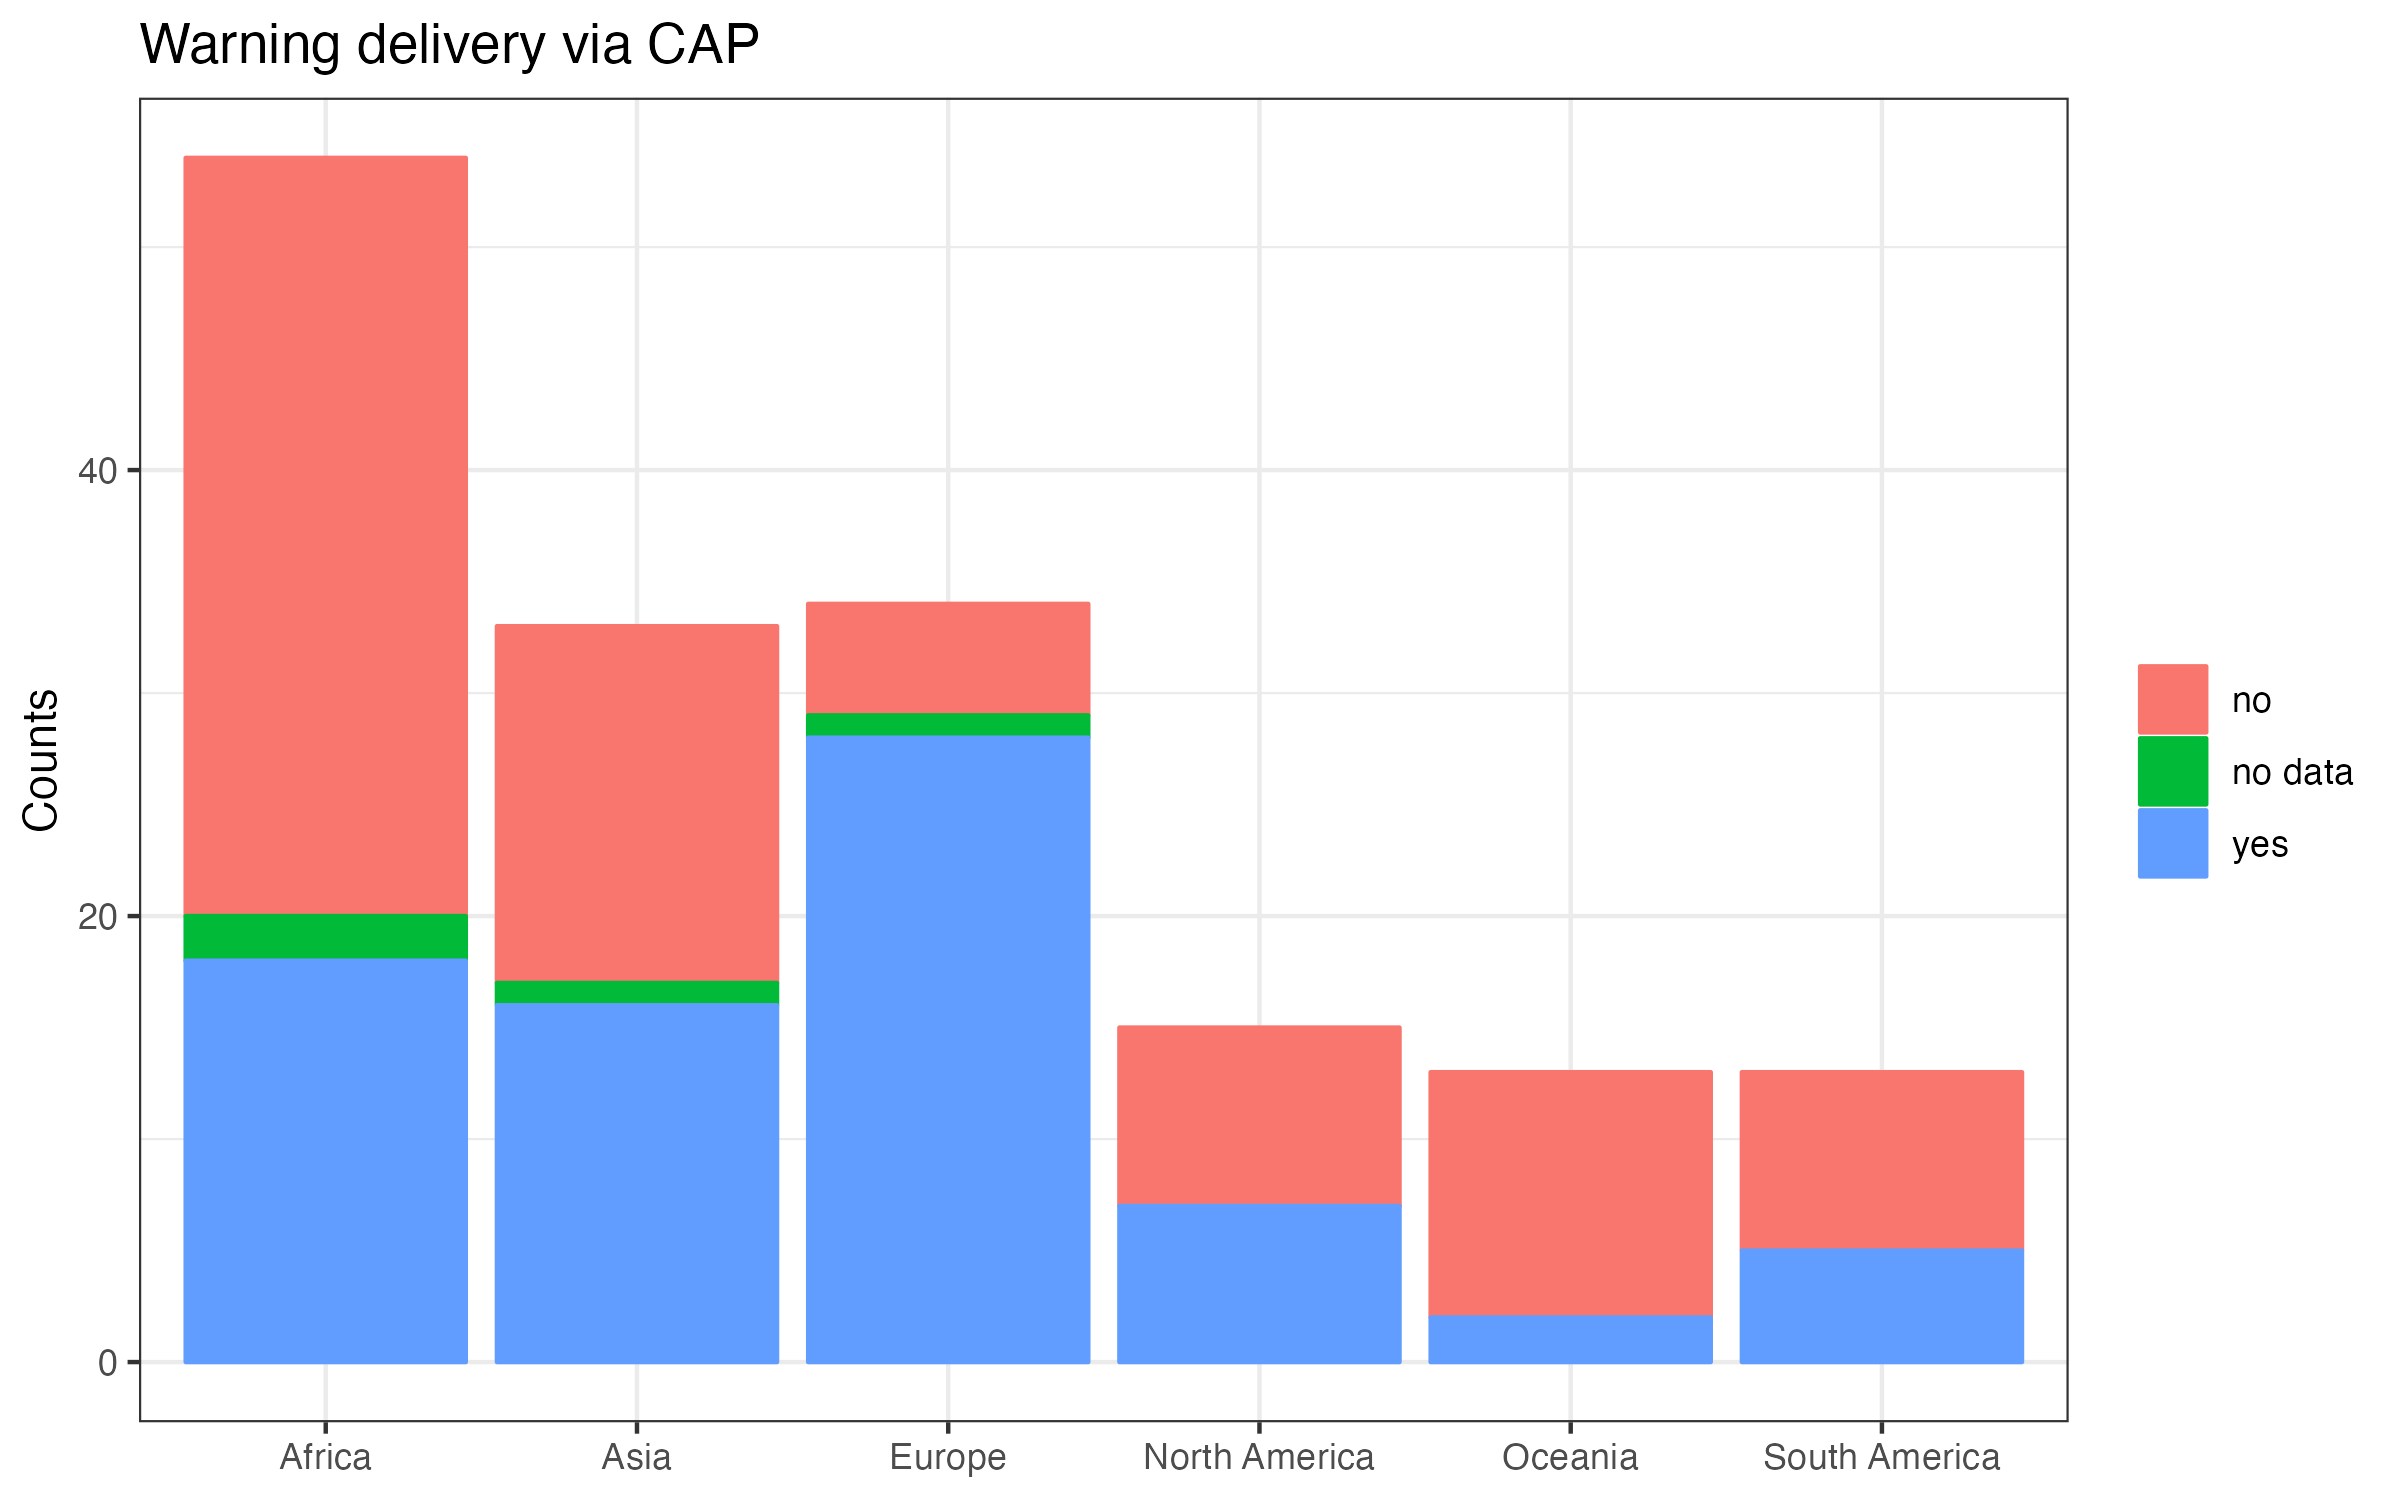 Warning delivery via CAP
Counts
40
20
0
Africa
Asia
Europe
North America
Oceania
South America
no
no data
yes